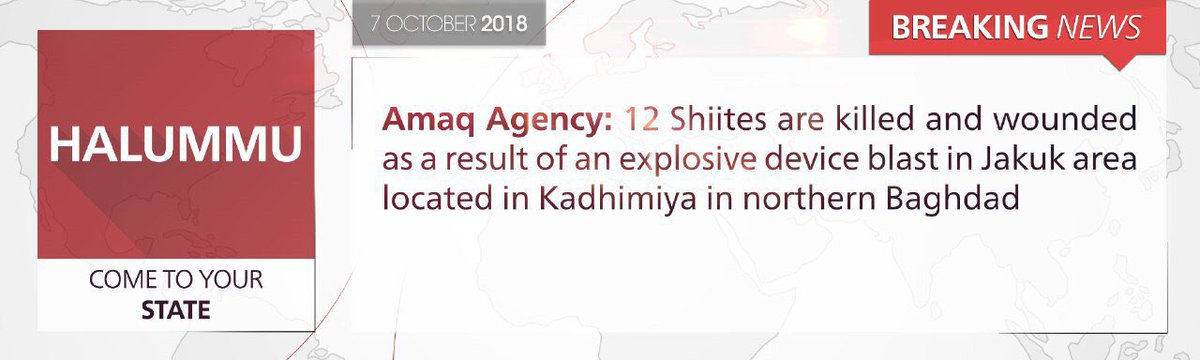 7 OCTOBER 2018
BREAKING NEWS
HALUMMU
COME TO YOUR
STATE
Amaq Agency: 12 Shiites are killed and wounded
as a result of an explosive device blast in Jakuk area
located in Kadhimiya in northern Baghdad